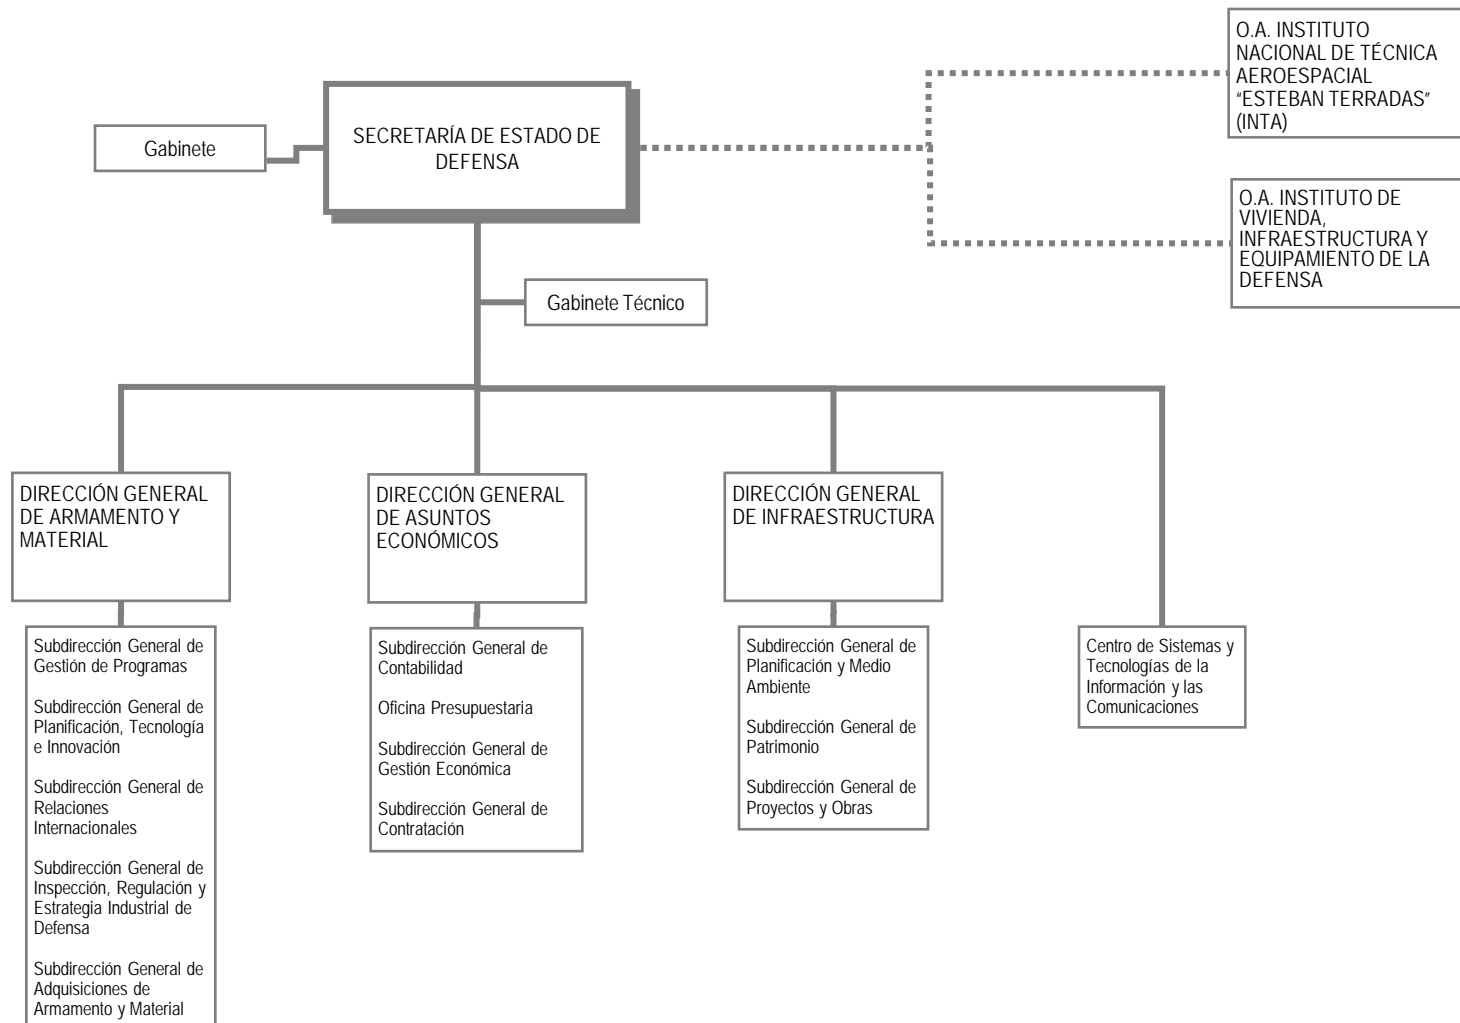 O.A. INSTITUTO
NACIONAL DE TÉCNICA
AEROESPACIAL
“ESTEBAN TERRADAS”
(INTA)
SECRETARÍA DE ESTADO DE
DEFENSA
Gabinete
O.A. INSTITUTO DE
VIVIENDA,
INFRAESTRUCTURA Y
EQUIPAMIENTO DE LA
DEFENSA
Gabinete Técnico
DIRECCIÓN GENERAL
DE ARMAMENTO Y
MATERIAL
DIRECCIÓN GENERAL
DE ASUNTOS
ECONÓMICOS
DIRECCIÓN GENERAL
DE INFRAESTRUCTURA
Subdirección General de
Gestión de Programas
Subdirección General de
Planificación, Tecnología
e Innovación
Subdirección General de
Relaciones
Internacionales
Subdirección General de
Inspección, Regulación y
Estrategia Industrial de
Defensa
Subdirección General de
Adquisiciones de
Armamento y Material
Subdirección General de
Contabilidad
Oficina Presupuestaria
Subdirección General de
Gestión Económica
Subdirección General de
Contratación
Subdirección General de
Planificación y Medio
Ambiente
Subdirección General de
Patrimonio
Subdirección General de
Proyectos y Obras
Centro de Sistemas y
Tecnologías de la
Información y las
Comunicaciones